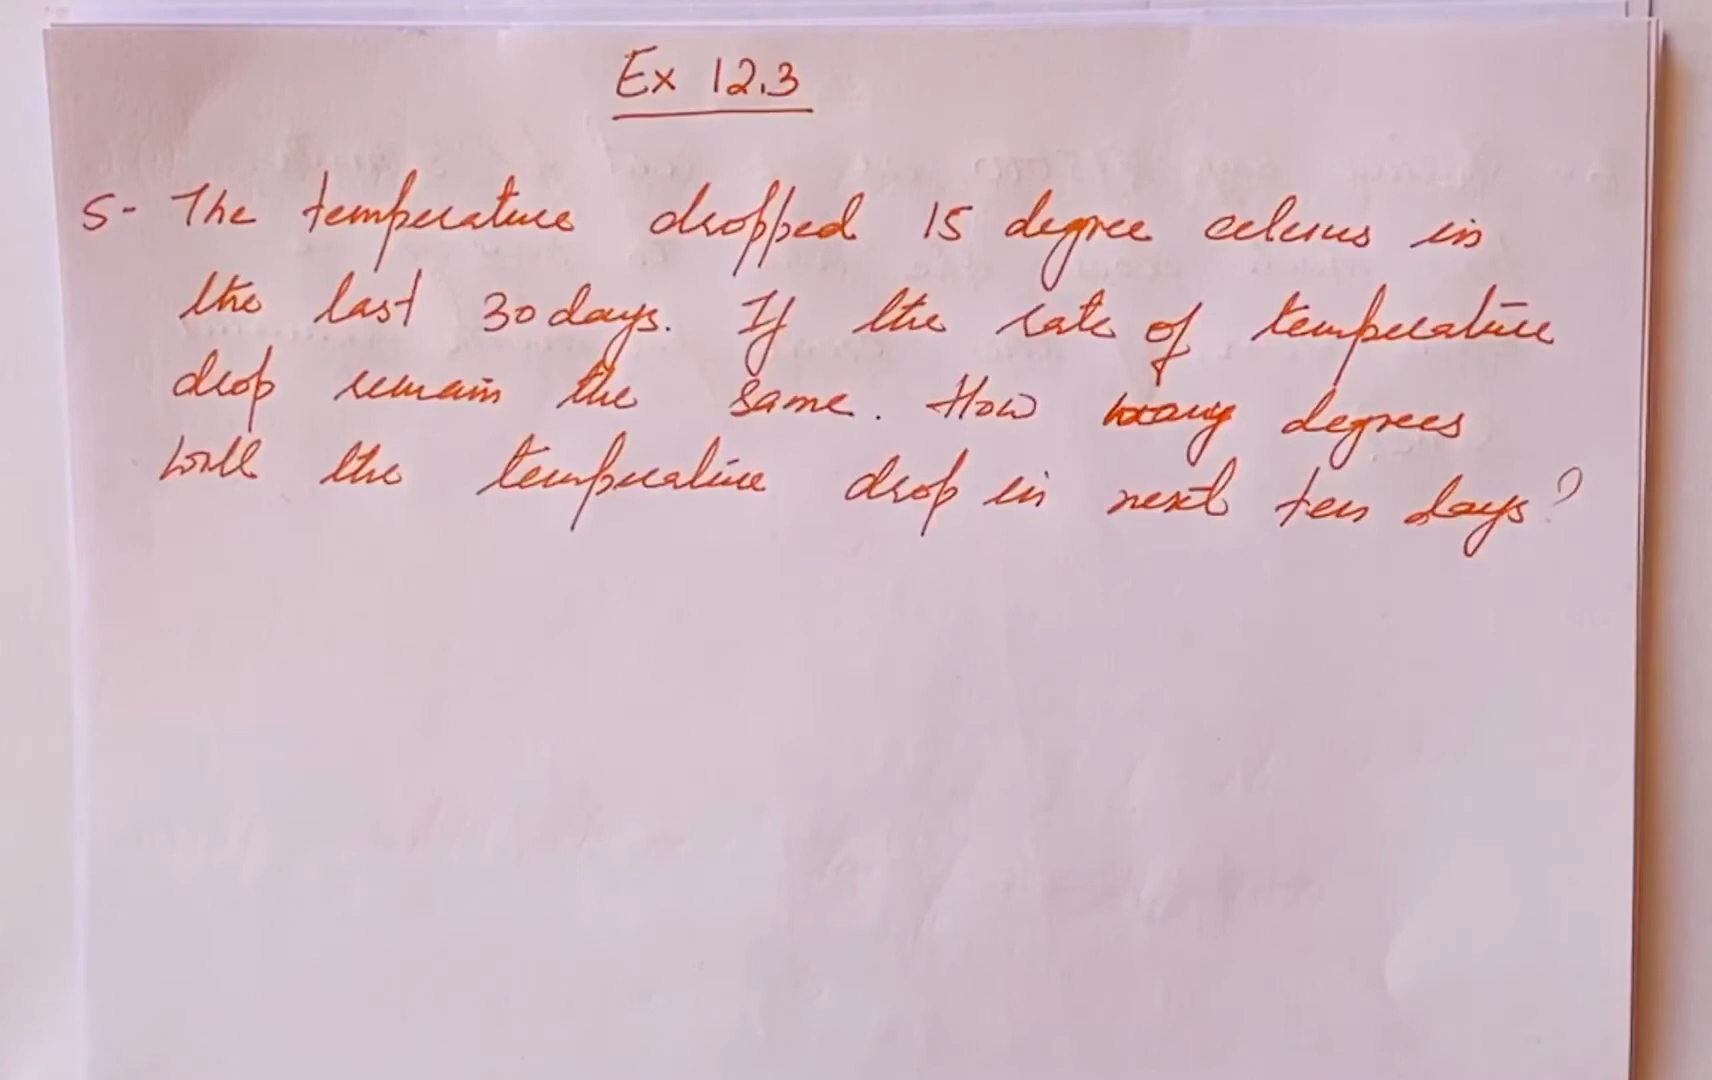 Ex 12.3
5- The temperature dropped 15 degree celsius in
the last 30 days. If the rate of temperature
drop remain the same. How many degrees
will the temperature drop in next ten days?